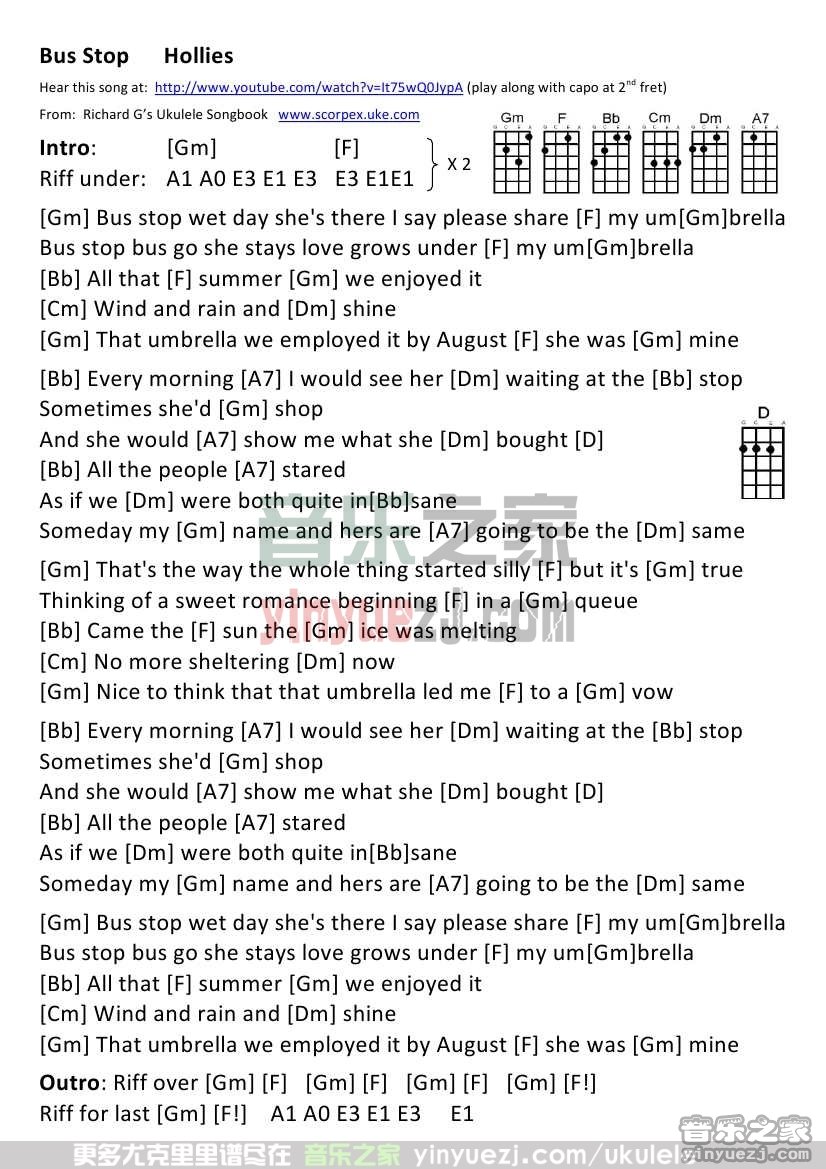 Bus Stop Hollies
Hear this song at: http://www.youtube.com/watch?v=It75wQ0JypA (play along with capo at 2nd fret)
From: Richard G's Ukulele Songbook www.scorpex.uke.com
Gm F Bb Cm Dm A7
Intro: [Gm] [F]
X 2
Riff under: A1 A0 E3 E1 E3 E3 E1E1
[Gm] Bus stop wet day she's there I say please share [F] my um[Gm]brella
Bus stop bus go she stays love grows under [F] my um[Gm]brella
[Bb] All that [F] summer [Gm] we enjoyed it
[Cm] Wind and rain and [Dm] shine
[Gm] That umbrella we employed it by August [F] she was [Gm] mine
[Bb] Every morning [A7] I would see her [Dm] waiting at the [Bb] stop
Sometimes she'd [Gm] shop
And she would [A7] show me what she [Dm] bought [D]
D
G C E A
[Bb] All the people [A7] stared
As if we [Dm] were both quite in[Bb]sane
Someday my [Gm] name and hers are [A7] going to be the [Dm] same
音乐之家
yinyuezj.com
[Gm] That's the way the whole thing started silly [F] but it's [Gm] true
Thinking of a sweet romance beginning [F] in a [Gm] queue
[Bb] Came the [F] sun the [Gm] ice was melting
[Cm] No more sheltering [Dm] now
[Gm] Nice to think that that umbrella led me [F] to a [Gm] vow
[Bb] Every morning [A7] I would see her [Dm] waiting at the [Bb] stop
Sometimes she'd [Gm] shop
And she would [A7] show me what she [Dm] bought [D]
[Bb] All the people [A7] stared
As if we [Dm] were both quite in[Bb]sane
Someday my [Gm] name and hers are [A7] going to be the [Dm] same
[Gm] Bus stop wet day she's there I say please share [F] my um[Gm]brella
Bus stop bus go she stays love grows under [F] my um[Gm]brella
[Bb] All that [F] summer [Gm] we enjoyed it
[Cm] Wind and rain and [Dm] shine
[Gm] That umbrella we employed it by August [F] she was [Gm] mine
Outro: Riff over [Gm] [F] [Gm] [F] [Gm] [F] [Gm] [F!]
Riff for last [Gm] [F!] A1 A0 E3 E1 E3 E1
音乐之家
yinyuezj.com
更多尤克里里谱尽在 音乐之家 yinyuezj.com/ukulele